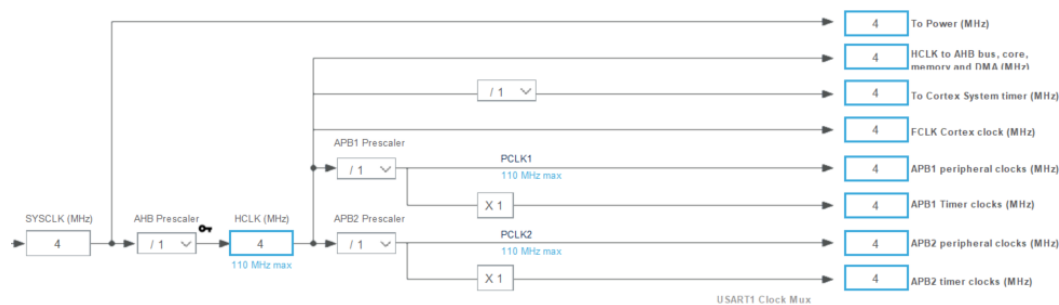 4 To Power (MHz)
4 HCLK to AHB bus, core,
memory and DMA (MHz)
/ 1 4 To Cortex System timer (MHz)
4 FCLK Cortex clock (MHz)
APB1 Prescaler
/ 1 PCLK1 4 APB1 peripheral clocks (MHz)
110 MHz max
X 1 4 APB1 Timer clocks (MHz)
SYSCLK (MHz) AHB Prescaler HCLK (MHz) APB2 Prescaler
4 / 1 4 / 1 PCLK2 4 APB2 peripheral clocks (MHz)
110 MHz max 110 MHz max
X 1 4 APB2 timer clocks (MHz)
USART1 Clock Mux